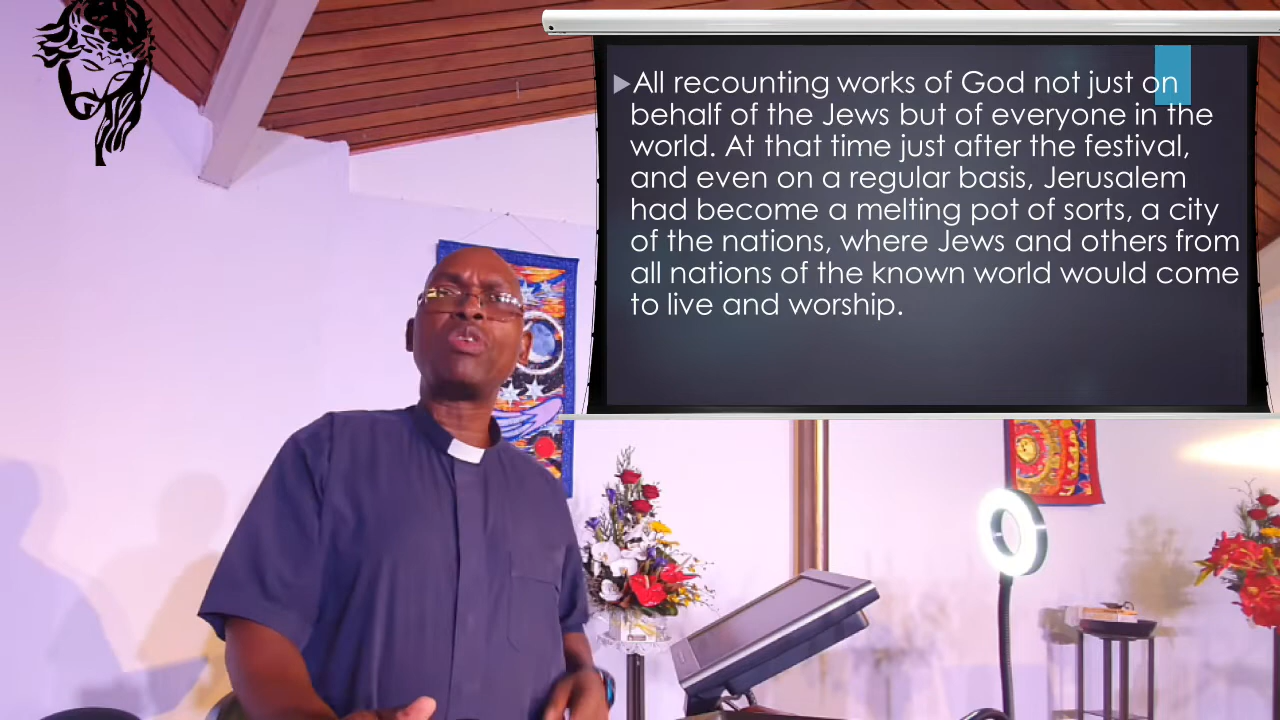 All recounting works of God not just on
behalf of the Jews but of everyone in the
world. At that time just after the festival,
and even on a regular basis, Jerusalem
had become a melting pot of sorts, a city
of the nations, where Jews and others from
all nations of the known world would come
to live and worship.